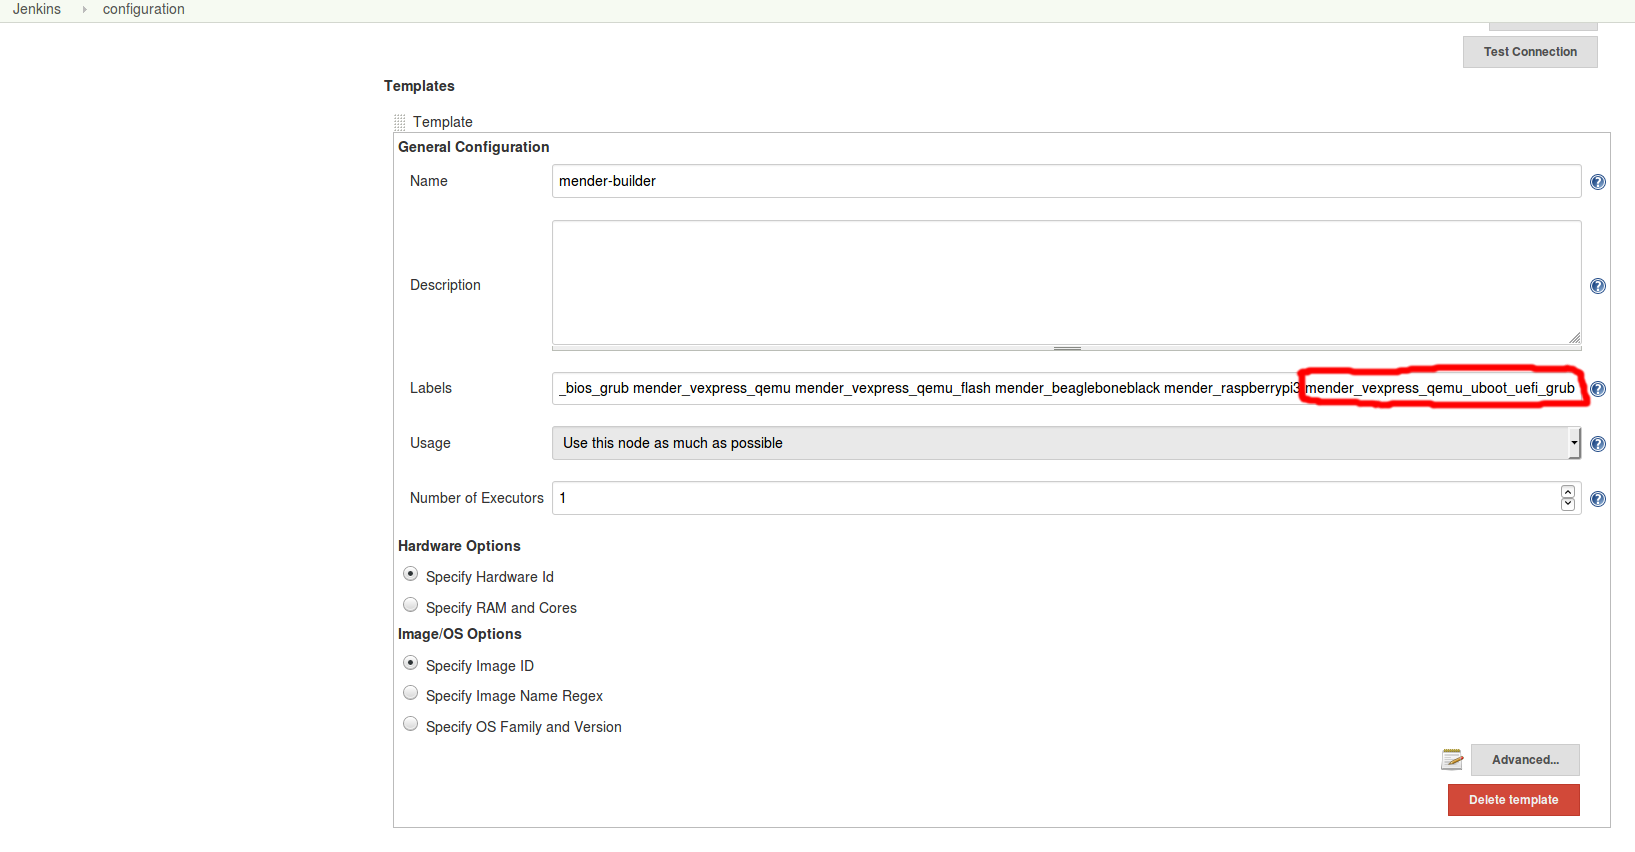 Jenkins configuration
Test Connection
Templates
Template
General Configuration
Name mender-builder
Description
Labels _bios_grub mender_vexpress_qemu mender_vexpress_qemu_flash mender_beagleboneblack mender_raspberrypi3 mender_vexpress_qemu_uboot_uefi_grub
Usage Use this node as much as possible
Number of Executors 1
Hardware Options
Specify Hardware Id
Specify RAM and Cores
Image/OS Options
Specify Image ID
Specify Image Name Regex
Specify OS Family and Version
Advanced...
Delete template